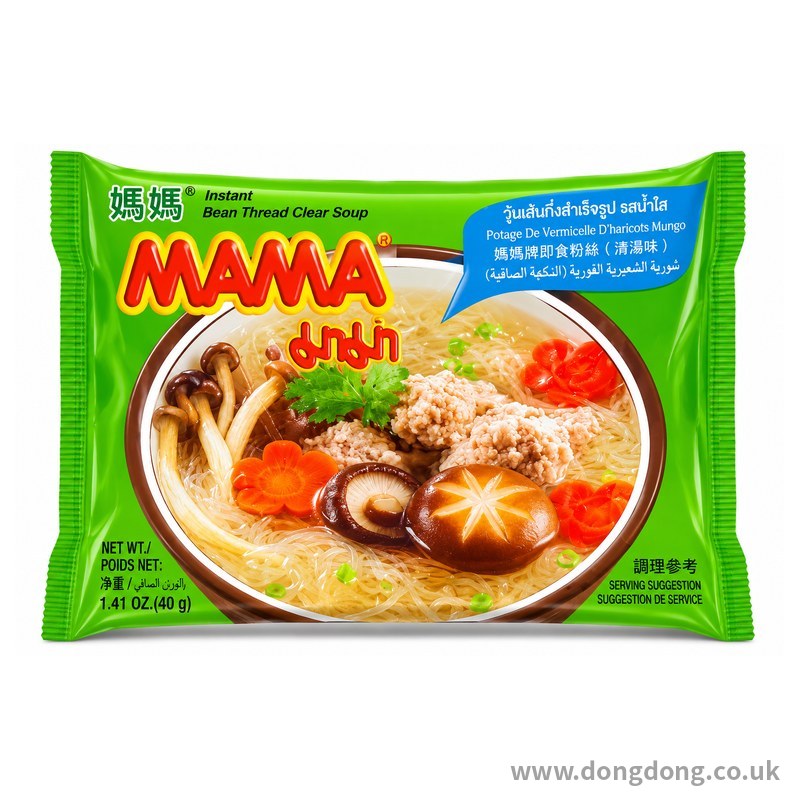 媽媽®
Instant
Bean Thread Clear Soup
MAMA®
มาม่า
วุ้นเส้นกึ่งสำเร็จรูป รสน้ำใส
Potage De Vermicelle D'haricots Mungo
媽媽牌即食粉絲（清湯味）
شورية الشعيرية الفورية (النكهة الصافية)
NET WT./
POIDS NET:
净重 / الوزن الصافي
1.41 OZ.(40 g)
調理參考
SERVING SUGGESTION
SUGGESTION DE SERVICE
www.dongdong.co.uk